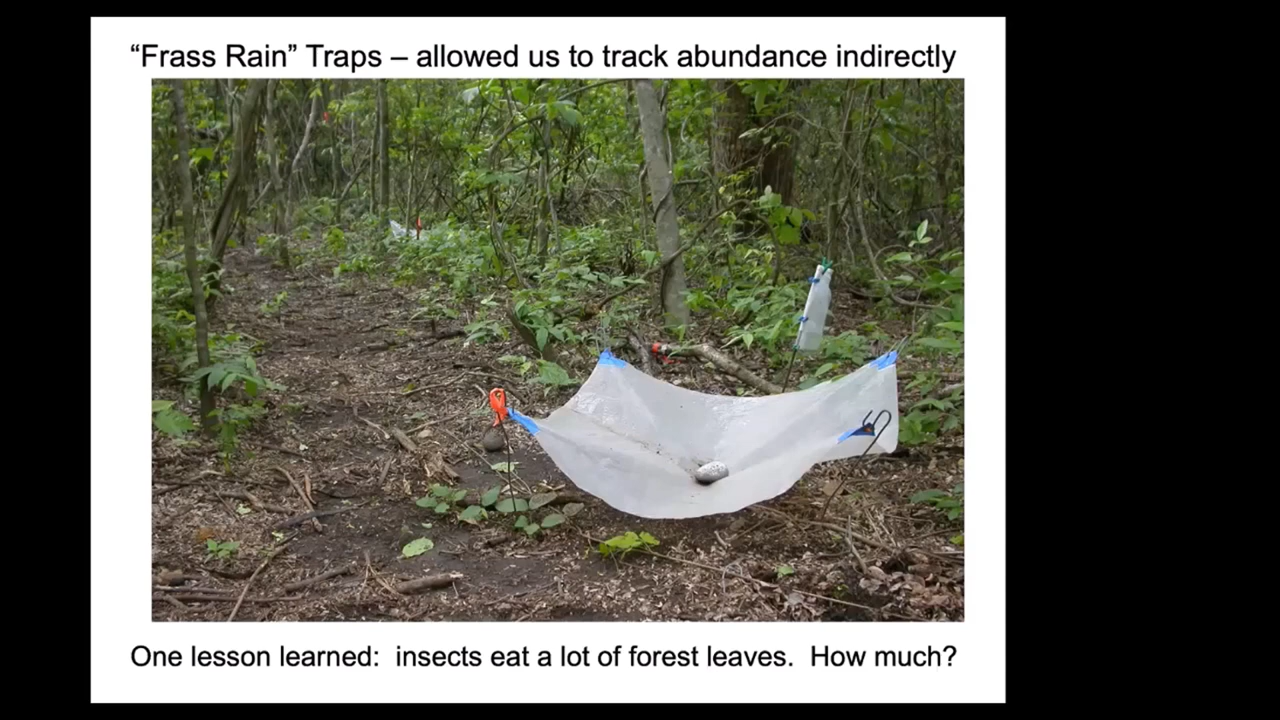 “Frass Rain” Traps – allowed us to track abundance indirectly
One lesson learned:  insects eat a lot of forest leaves.  How much?